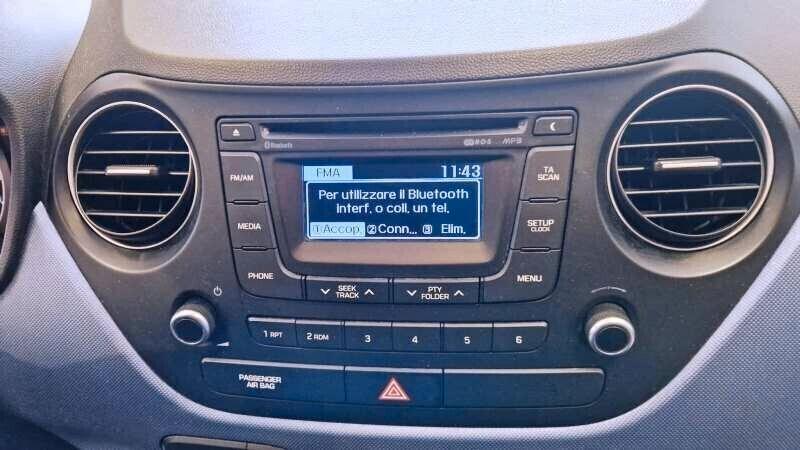 Bluetooth
R·D·S
MP3
FM/AM
FMA
11:43
TA
SCAN
Per utilizzare il Bluetooth
interf. o coll. un tel.
1 Accop. 2 Conn... 3 Elim.
MEDIA
SETUP
CLOCK
PHONE
SEEK
TRACK
PTY
FOLDER
MENU
1 RPT
2 RDM
3
4
5
6
PASSENGER
AIR BAG